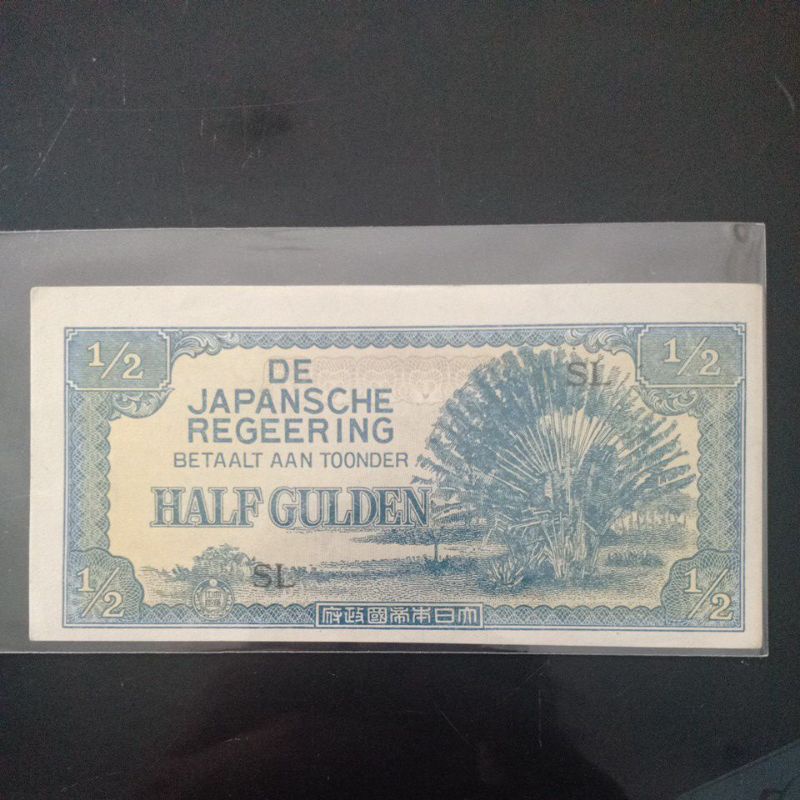 1/2
1/2
DE
JAPANSCHE
REGEERING
BETAALT AAN TOONDER
HALF GULDEN
SL
SL
1/2
1/2
府政國帝本日大